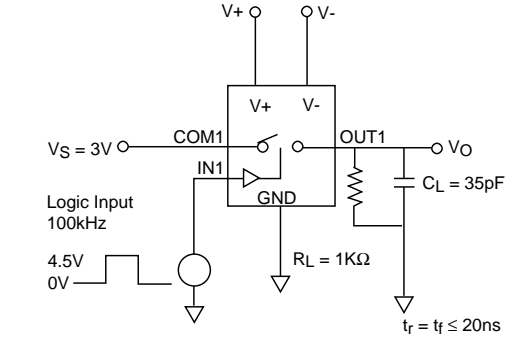 V+ V-
V+ V-
VS = 3V COM1 OUT1 VO
IN1
CL = 35pF
GND
Logic Input
100kHz
RL = 1KΩ
4.5V
0V
tr = tf ≤ 20ns